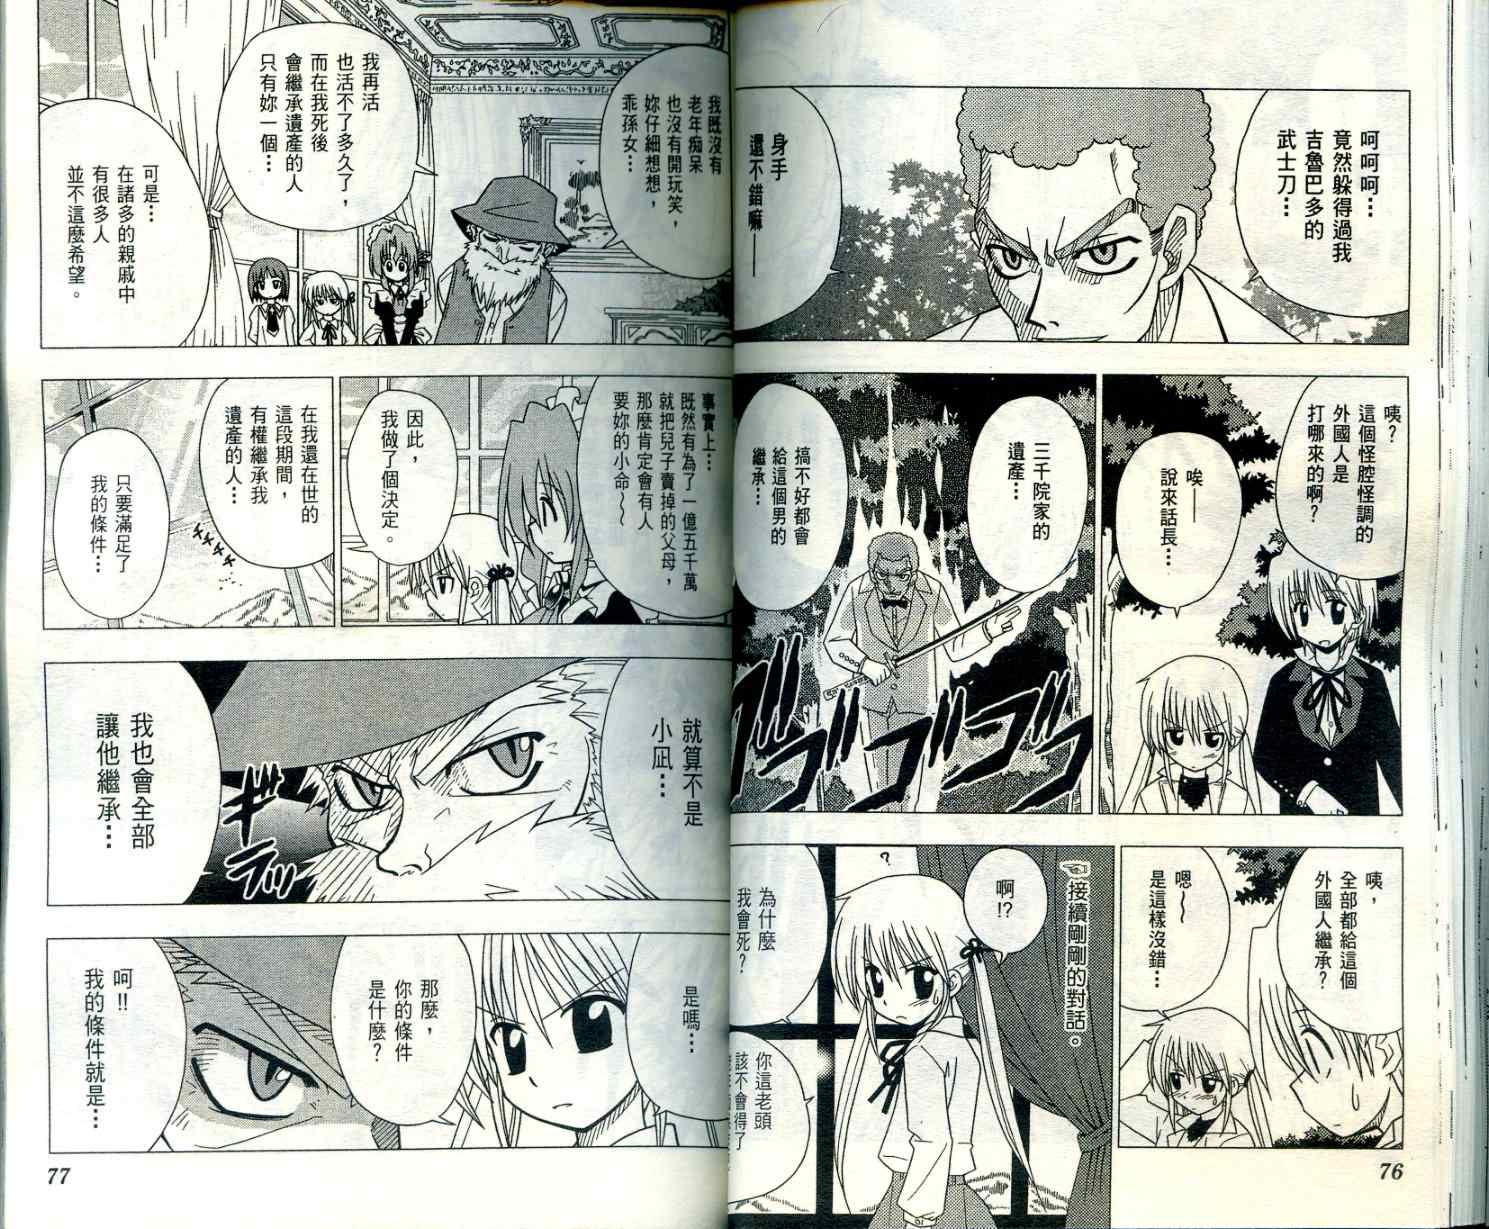 呵呵呵…
竟然躲得過我
吉魯巴多的
武士刀…
身手
還不錯嘛——
咦?
這個怪腔怪調的
外國人是
打哪來的啊?
唉——
說來話長…
三千院家的
遺產…
搞不好都會
給這個男的
繼承…
ゴゴゴゴ
咦,
全部都給這個
外國人繼承?
嗯~
是這樣沒錯…
☜接續剛剛的對話。
啊!?
?
為什麼
我會死?
你這老頭
該不會得了
76
我既沒有
老年痴呆
也沒有開玩笑,
妳仔細想想,
乖孫女…
我再活
也活不了多久了,
而在我死後
會繼承遺產的人
只有妳一個…
可是…
在諸多的親戚中
有很多人
並不這麼希望。
事實上…
既然有為了一億五千萬
就把兒子賣掉的父母,
那麼肯定會有人
要妳的小命~
因此,
我做了個決定。
在我還在世的
這段期間,
有權繼承我
遺產的人…
只要滿足了
我的條件…
就算不是
小凪…
ギラッ
我也會全部
讓他繼承…
是嗎…
那麼,
你的條件
是什麼?
呵!!
我的條件就是…
77